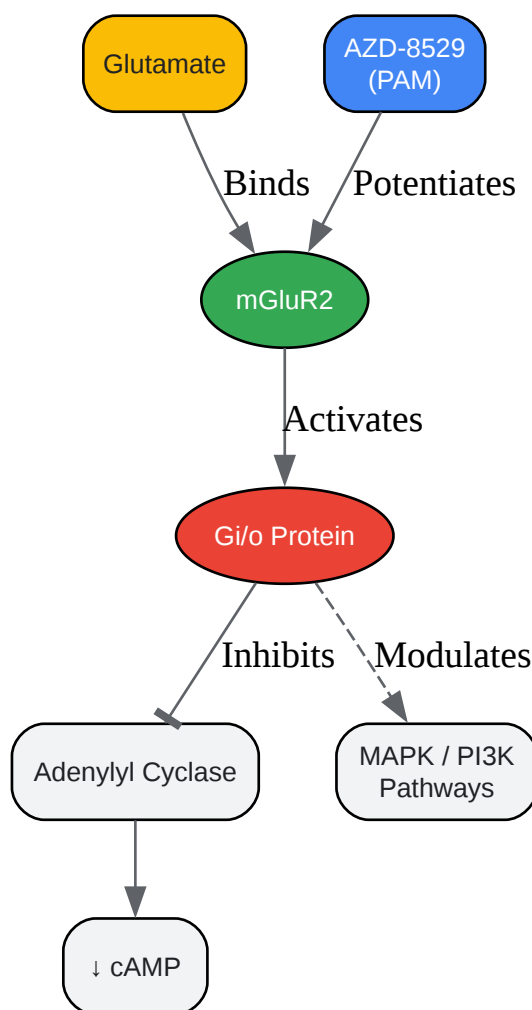 Glutamate
AZD-8529
(PAM)
Binds
Potentiates
mGluR2
Activates
Gi/o Protein
Inhibits
Modulates
Adenylyl Cyclase
MAPK / PI3K
Pathways
↓ cAMP